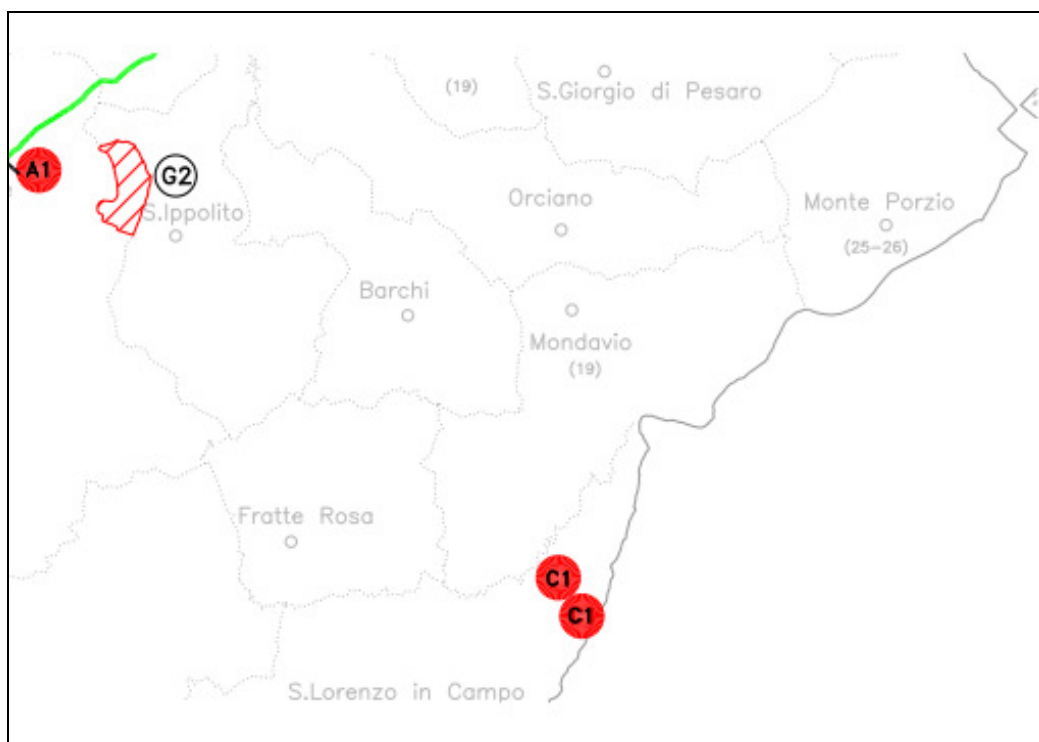 (19)
S.Giorgio di Pesaro
A1
G2
S.Ippolito
Orciano
Monte Porzio
(25-26)
Barchi
Mondavio
(19)
Fratte Rosa
C1
C1
S.Lorenzo in Campo